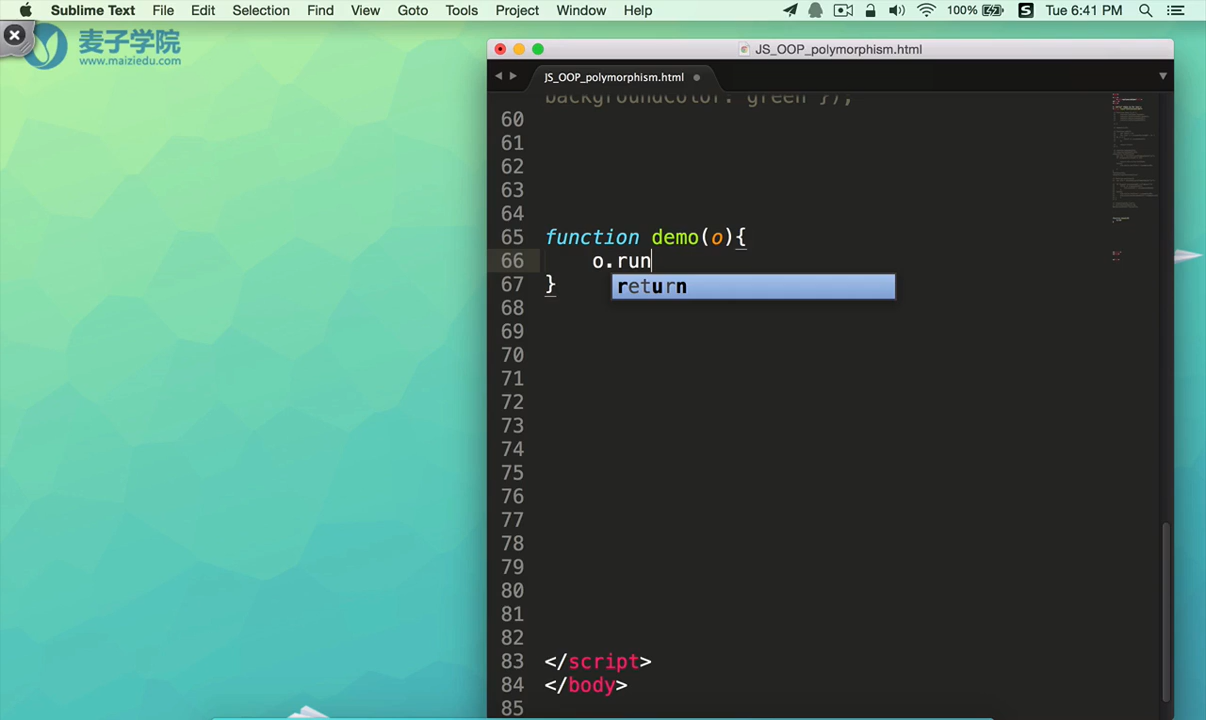 Sublime Text File Edit Selection Find View Goto Tools Project Window Help 100% S Tue 6:41 PM
麦子学院
www.maiziedu.com
JS_OOP_polymorphism.html
JS_OOP_polymorphism.html
backgroundColor: green });
60
61
62
63
64
65 function demo(o){
66 o.run
return
67 }
68
69
70
71
72
73
74
75
76
77
78
79
80
81
82
83 </script>
84 </body>
85